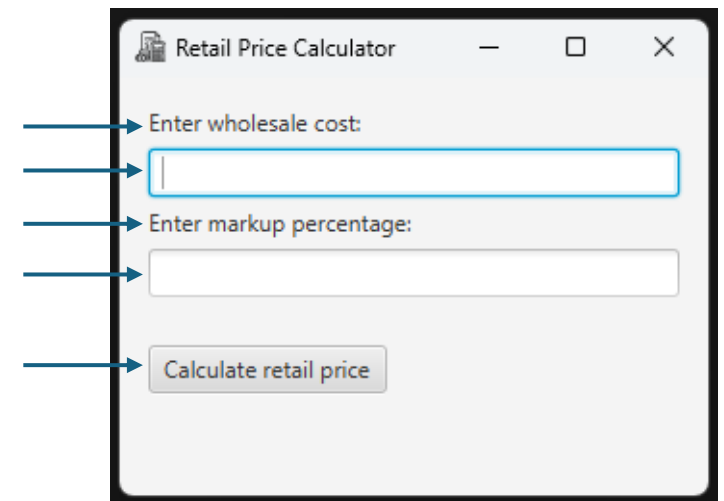 Retail Price Calculator
Enter wholesale cost:
Enter markup percentage:
Calculate retail price